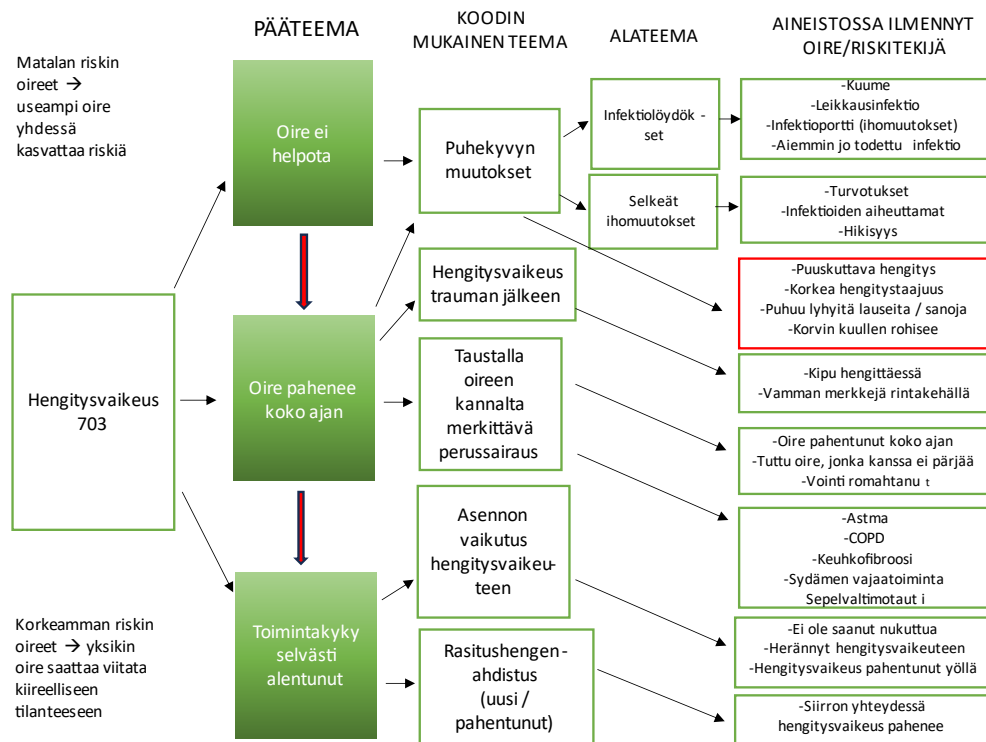 PÄÄTEEMA
KOODIN
MUKAINEN TEEMA
ALATEEMA
AINEISTOSSA ILMENNYT
OIRE/RISKITEKIJÄ
Matalan riskin
oireet →
useampi oire
yhdessä
kasvattaa riskiä
Hengitysvaikeus
703
Korkeamman riskin
oireet → yksikin
oire saattaa viitata
kiireelliseen
tilanteeseen
Oire ei
helpota
Oire pahenee
koko ajan
Toimintakyky
selvästi
alentunut
Puhekyvyn
muutokset
Hengitysvaikeus
trauman jälkeen
Taustalla
oireen
kannalta
merkittävä
perussairaus
Asennon
vaikutus
hengitysvaikeu-
teen
Rasitushengen-
ahdistus
(uusi /
pahentunut)
Infektiolöydök -
set
Selkeät
ihomuutokset
-Kuume
-Leikkausinfektio
-Infektioportti (ihomuutokset)
-Aiemmin jo todettu infektio
-Turvotukset
-Infektioiden aiheuttamat
-Hikisyys
-Puuskuttava hengitys
-Korkea hengitystaajuus
-Puhuu lyhyitä lauseita / sanoja
-Korvin kuullen rohisee
-Kipu hengittäessä
-Vamman merkkejä rintakehällä
-Oire pahentunut koko ajan
-Tuttu oire, jonka kanssa ei pärjää
-Vointi romahtanu t
-Astma
-COPD
-Keuhkofibroosi
-Sydämen vajaatoiminta
Sepelvaltimotaut i
-Ei ole saanut nukuttua
-Herännyt hengitysvaikeuteen
-Hengitysvaikeus pahentunut yöllä
-Siirron yhteydessä
hengitysvaikeus pahenee